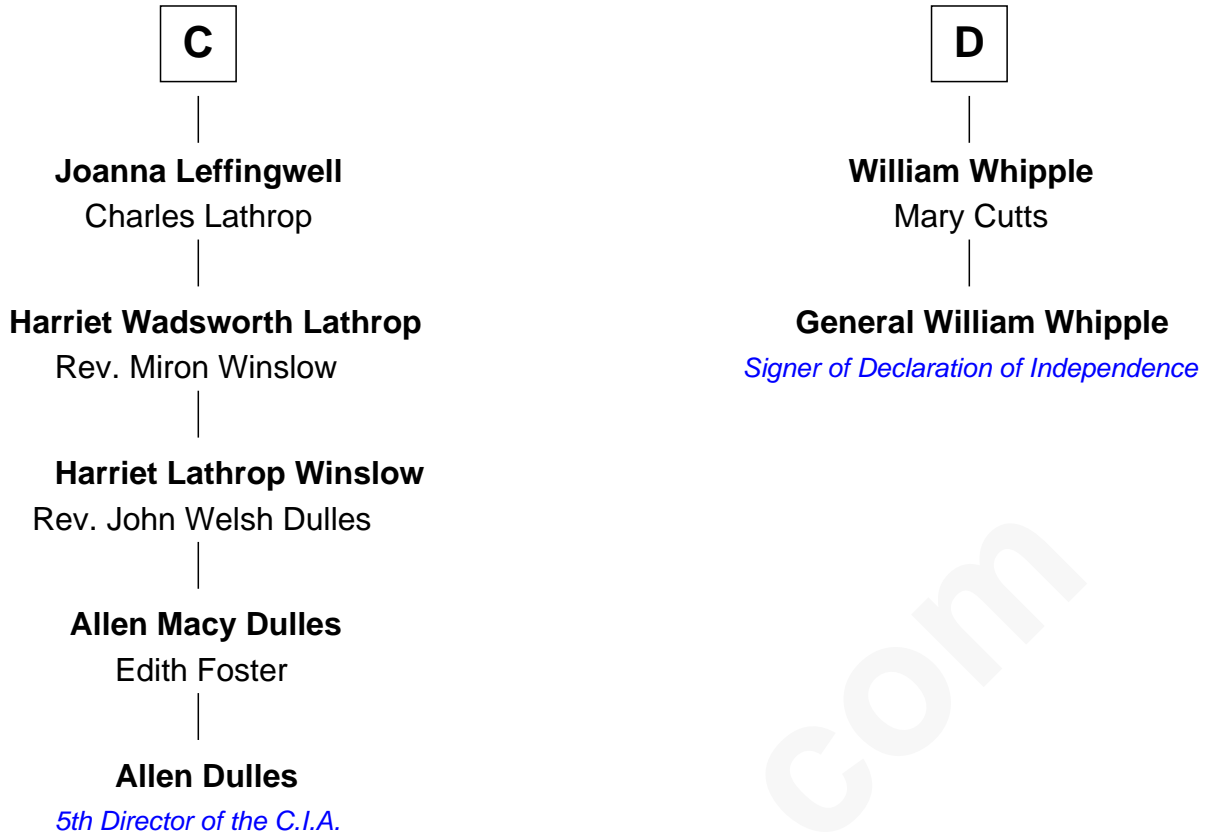 C
Joanna Leffingwell
Charles Lathrop
Harriet Wadsworth Lathrop
Rev. Miron Winslow
Harriet Lathrop Winslow
Rev. John Welsh Dulles
Allen Macy Dulles
Edith Foster
Allen Dulles
5th Director of the C.I.A.
D
William Whipple
Mary Cutts
General William Whipple
Signer of Declaration of Independence
com